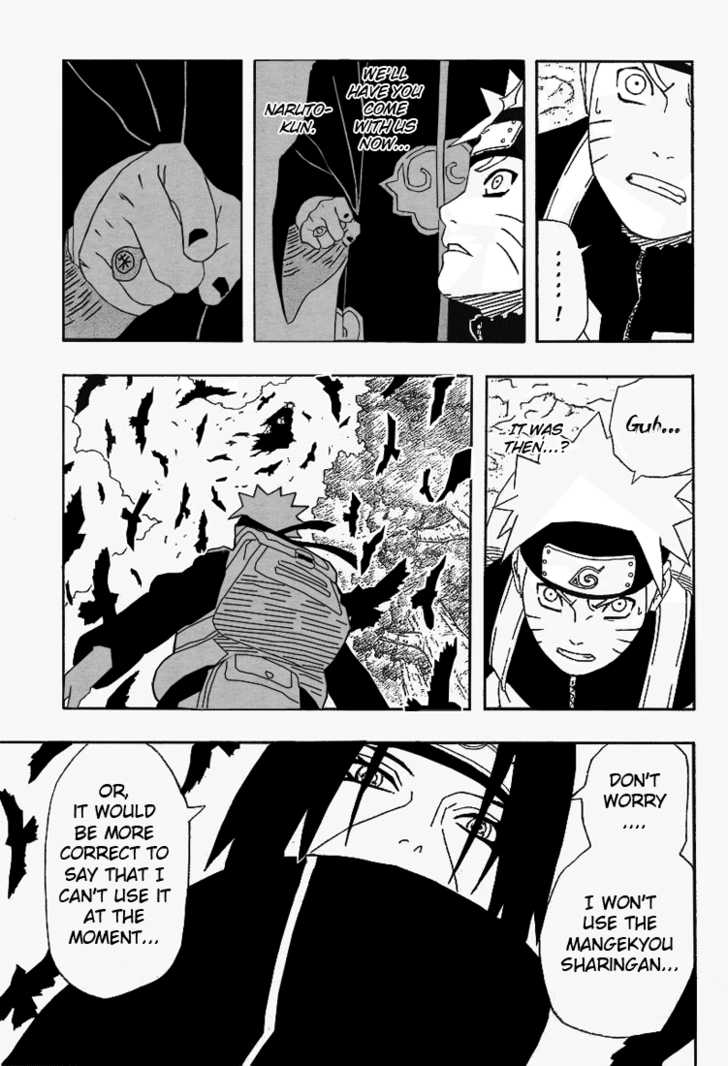 ......!
WE'LL
HAVE YOU
COME
WITH US
NOW...
NARUTO-
KUN.
Guh...
...IT WAS
THEN...?
DON'T
WORRY
....
I WON'T
USE THE
MANGEKYOU
SHARINGAN...
OR,
IT WOULD
BE MORE
CORRECT TO
SAY THAT I
CAN'T USE IT
AT THE
MOMENT...